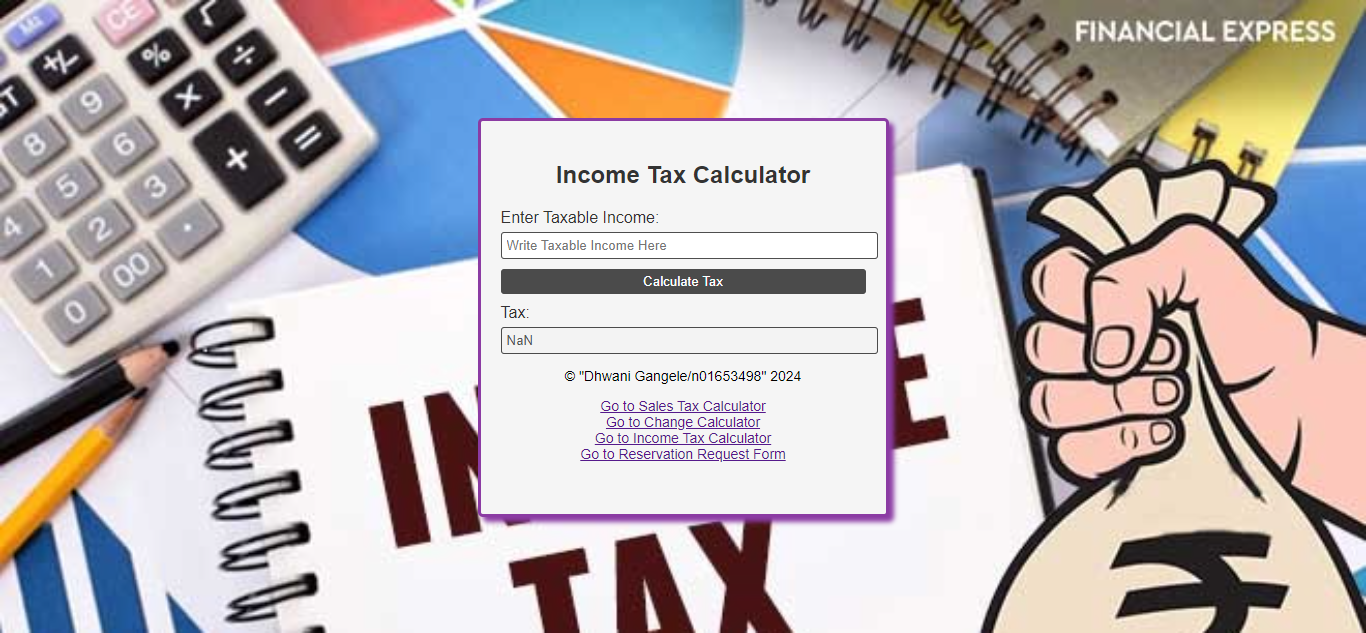 FINANCIAL EXPRESS
MU
CE
√
+/-
%
÷
GT
9
×
−
8
6
+
=
5
3
4
2
.
1
00
0
Income Tax Calculator
Enter Taxable Income:
Write Taxable Income Here
Calculate Tax
Tax:
NaN
© "Dhwani Gangele/n01653498" 2024
Go to Sales Tax Calculator
Go to Change Calculator
Go to Income Tax Calculator
Go to Reservation Request Form
IN E
TAX
₹